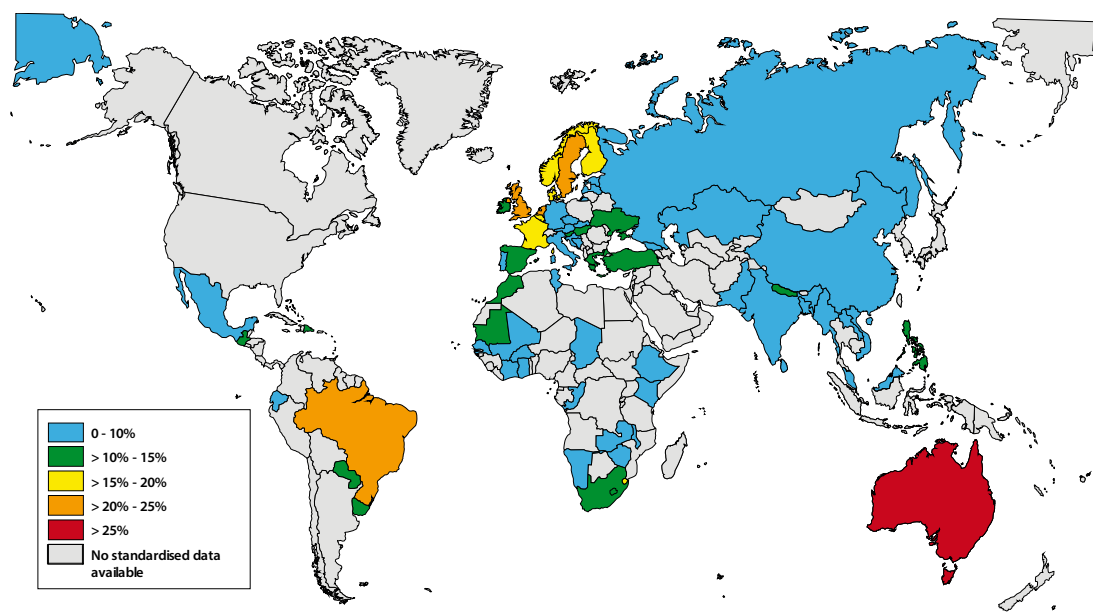 0 - 10%
> 10% - 15%
> 15% - 20%
> 20% - 25%
> 25%
No standardised data
available